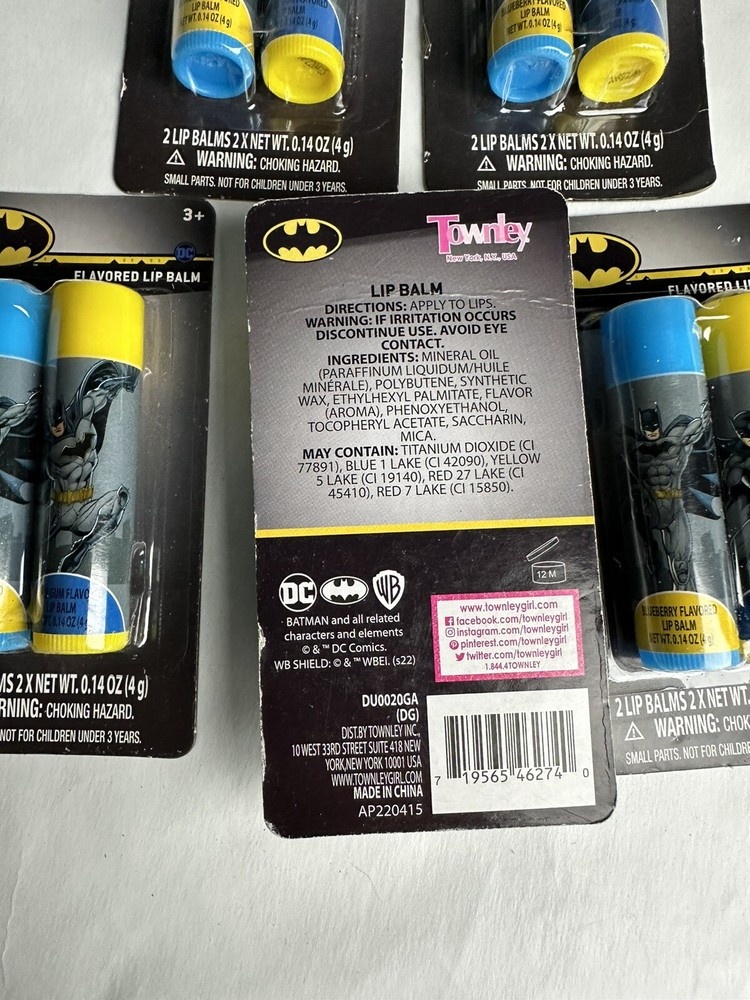 LIP BALM
NET WT. 0.14 OZ (4 g)
BLUEBERRY FLAVORED
LIP BALM
NET WT. 0.14 OZ (4 g)
2 LIP BALMS 2 X NET WT. 0.14 OZ (4 g)
WARNING: CHOKING HAZARD.
SMALL PARTS. NOT FOR CHILDREN UNDER 3 YEARS.
2 LIP BALMS 2 X NET WT. 0.14 OZ (4 g)
WARNING: CHOKING HAZARD.
SMALL PARTS. NOT FOR CHILDREN UNDER 3 YEARS.
3+
DC
FLAVORED LIP BALM
GUM FLAVO
LIP BALM
MS 2 X NET WT. 0.14 OZ (4 g)
RNING: CHOKING HAZARD.
NOT FOR CHILDREN UNDER 3 YEARS.
Townley
New York, N.Y., USA
LIP BALM
DIRECTIONS: APPLY TO LIPS.
WARNING: IF IRRITATION OCCURS
DISCONTINUE USE. AVOID EYE
CONTACT.
INGREDIENTS: MINERAL OIL
(PARAFFINUM LIQUIDUM/HUILE
MINÉRALE), POLYBUTENE, SYNTHETIC
WAX, ETHYLHEXYL PALMITATE, FLAVOR
(AROMA), PHENOXYETHANOL,
TOCOPHERYL ACETATE, SACCHARIN,
MICA.
MAY CONTAIN: TITANIUM DIOXIDE (CI
77891), BLUE 1 LAKE (CI 42090), YELLOW
5 LAKE (CI 19140), RED 27 LAKE (CI
45410), RED 7 LAKE (CI 15850).
12 M
DC
WB
BATMAN and all related
characters and elements
© & ™ DC Comics.
WB SHIELD: © & ™ WBEI. (s22)
www.townleygirl.com
facebook.com/townleygirl
instagram.com/townleygirl
pinterest.com/townleygirl
twitter.com/townleygirl
1.844.4TOWNLEY
DU0020GA
(DG)
DIST.BY TOWNLEY INC.,
10 WEST 33RD STREET SUITE 418 NEW
YORK,NEW YORK 10001 USA
WWW.TOWNLEYGIRL.COM
MADE IN CHINA
AP220415
7 19565 46274 0
FLAVORED LI
BLUEBERRY FLAVORED
LIP BALM
NET WT. 0.14 OZ (4 g)
2 LIP BALMS 2 X NET WT.
WARNING: CHOK
SMALL PARTS. NOT FOR CHILDRE